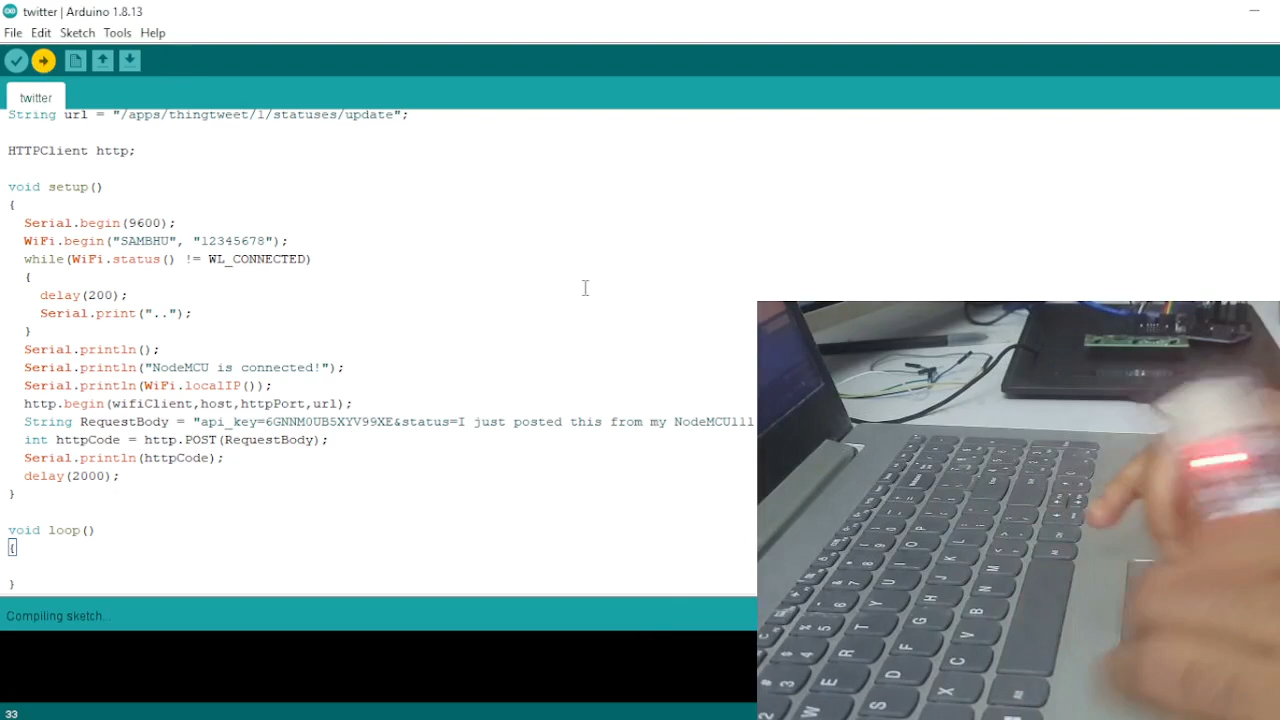 twitter | Arduino 1.8.13
File Edit Sketch Tools Help
twitter
String url = "/apps/thingtweet/1/statuses/update";
HTTPClient http;
void setup()
{
Serial.begin(9600);
WiFi.begin("SAMBHU", "12345678");
while(WiFi.status() != WL_CONNECTED)
{
delay(200);
Serial.print("..");
}
Serial.println();
Serial.println("NodeMCU is connected!");
Serial.println(WiFi.localIP());
http.begin(wifiClient,host,httpPort,url);
String RequestBody = "api_key=6GNNM0UB5XYV99XE&status=I just posted this from my NodeMCU!!!
int httpCode = http.POST(RequestBody);
Serial.println(httpCode);
delay(2000);
}
void loop()
{
}
Compiling sketch..
33